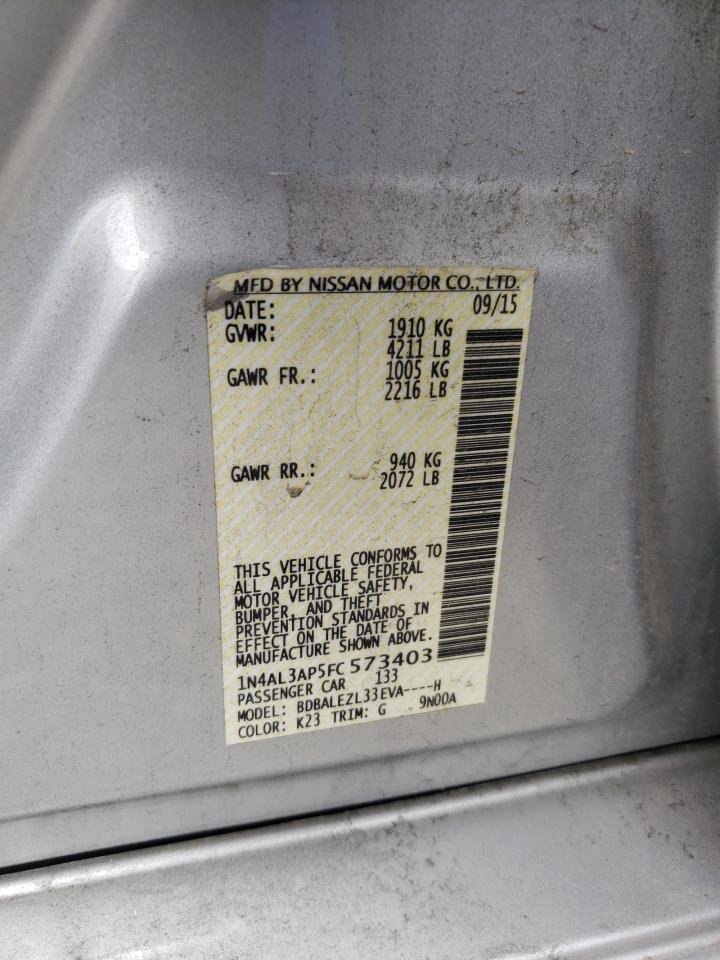 MFD BY NISSAN MOTOR CO., LTD.
DATE: 09/15
GVWR: 1910 KG
4211 LB
GAWR FR.: 1005 KG
2216 LB
GAWR RR.: 940 KG
2072 LB
THIS VEHICLE CONFORMS TO
ALL APPLICABLE FEDERAL
MOTOR VEHICLE SAFETY,
BUMPER, AND THEFT
PREVENTION STANDARDS IN
EFFECT ON THE DATE OF
MANUFACTURE SHOWN ABOVE.
1N4AL3AP5FC573403
PASSENGER CAR 133
MODEL: BDBALEZL33EVA----H
COLOR: K23 TRIM: G 9N00A